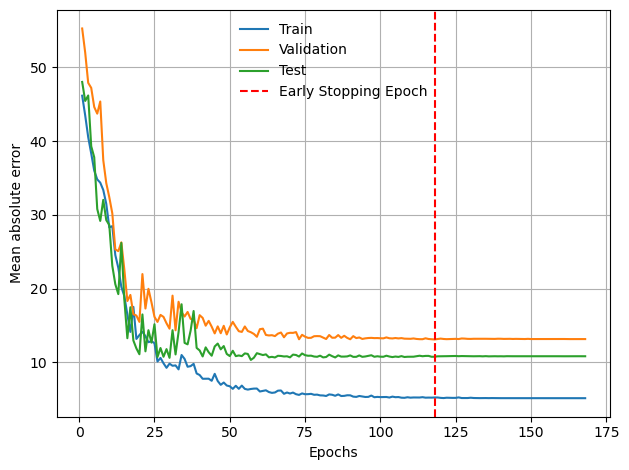 Train
Validation
Test
Early Stopping Epoch
Mean absolute error
50
40
30
20
10
0 25 50 75 100 125 150 175
Epochs